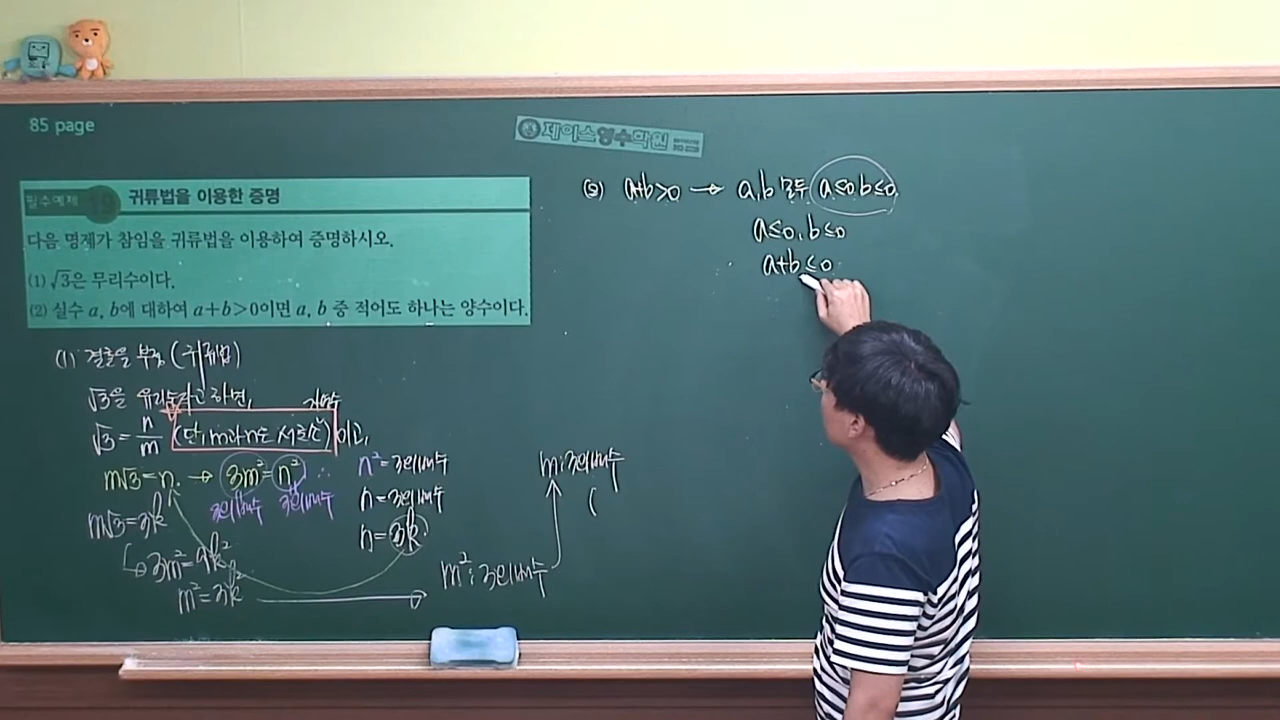 85 page
제이스영수학원
필수예제 19 귀류법을 이용한 증명
다음 명제가 참임을 귀류법을 이용하여 증명하시오.
(1) √3은 무리수이다.
(2) 실수 a, b에 대하여 a+b>0이면 a, b 중 적어도 하나는 양수이다.
(1) 결론을 부정 (귀류법)
√3을 유리수라고 하면,
자연수
√3 = n/m (단, m과 n은 서로소) 이고,
m√3 = n. → 3m² = n² ∴
3의배수 3의배수
n² = 3의배수
n = 3의배수
n = 3k.
m√3 = 3k
3m² = 9k²
m² = 3k²
m² : 3의배수
m : 3의배수
(
(2) a+b>0 → a, b 모두 a≤0, b≤0.
a≤0, b≤0
a+b≤0